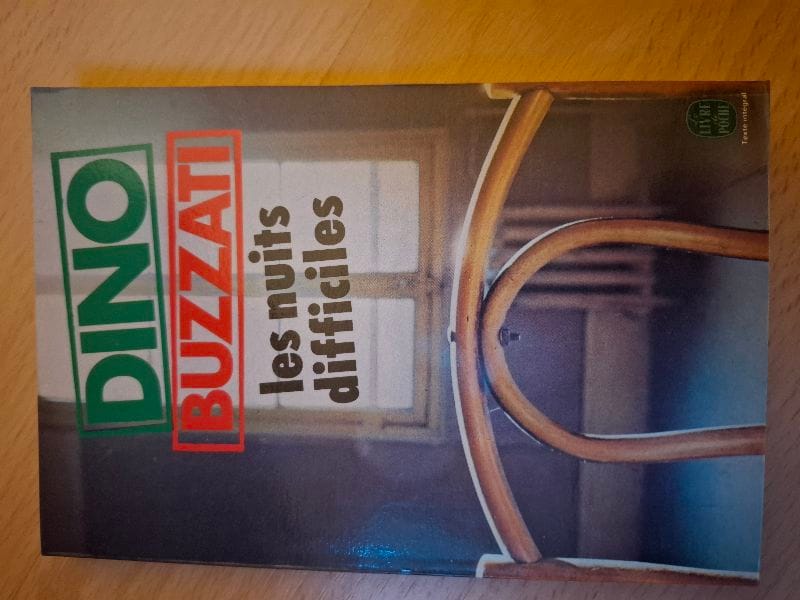 DINO
BUZZATI
les nuits
difficiles
Le
LIVRE
de
POCHE
Texte intégral